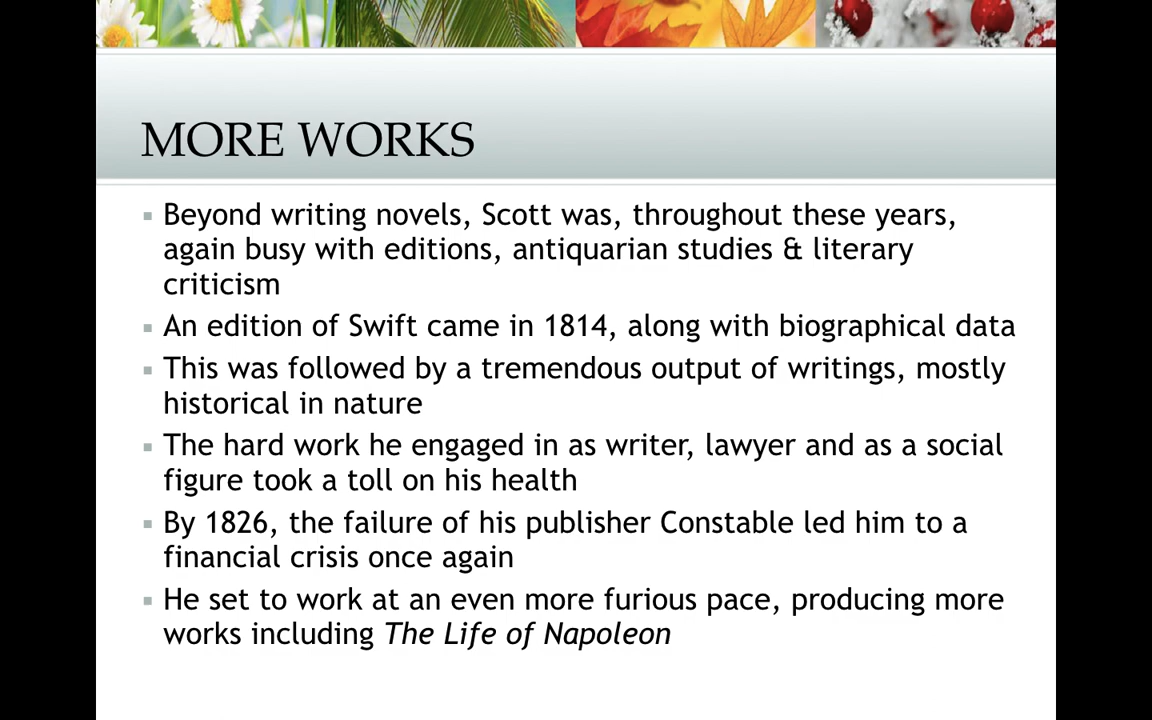 MORE WORKS
Beyond writing novels, Scott was, throughout these years,
again busy with editions, antiquarian studies & literary
criticism
An edition of Swift came in 1814, along with biographical data
This was followed by a tremendous output of writings, mostly
historical in nature
The hard work he engaged in as writer, lawyer and as a social
figure took a toll on his health
By 1826, the failure of his publisher Constable led him to a
financial crisis once again
He set to work at an even more furious pace, producing more
works including The Life of Napoleon